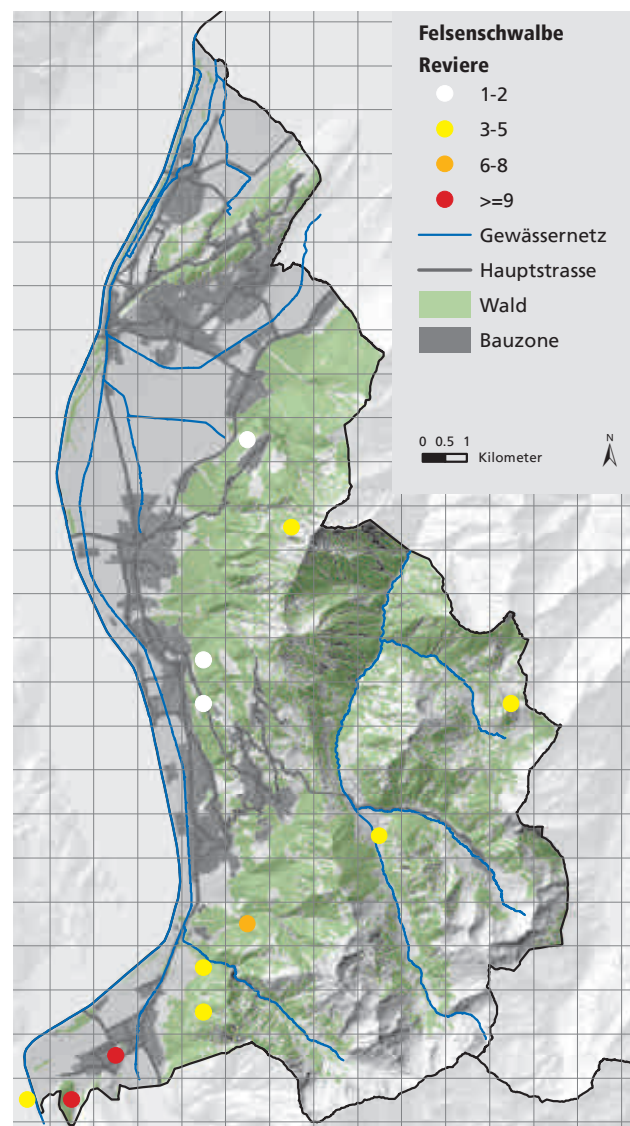 Felsenschwalbe
Reviere
1-2
3-5
6-8
>=9
Gewässernetz
Hauptstrasse
Wald
Bauzone
0 0.5 1
Kilometer
N